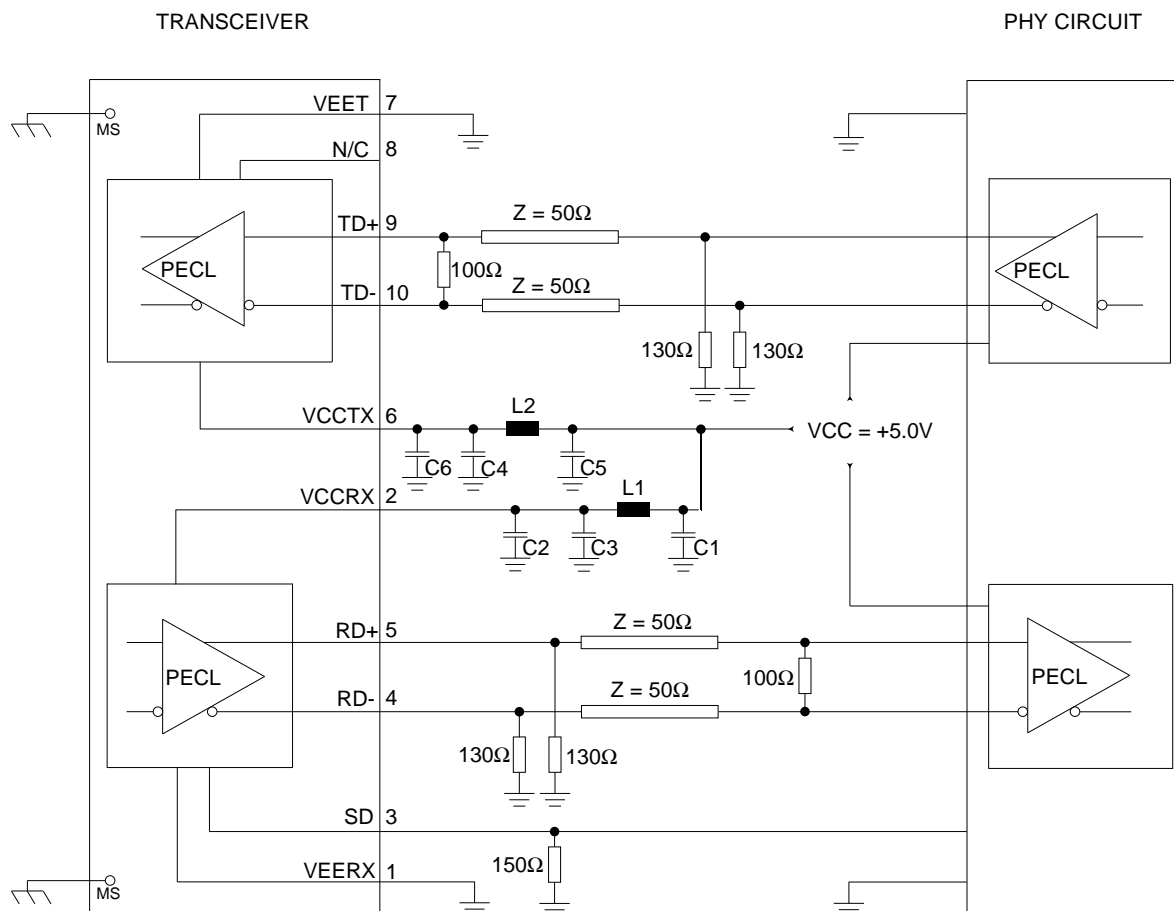 TRANSCEIVER
PHY CIRCUIT
VEET 7
MS
N/C 8
TD+ 9
Z = 50Ω
PECL
100Ω
PECL
TD- 10
Z = 50Ω
130Ω
130Ω
VCCTX 6
L2
VCC = +5.0V
C6
C4
C5
VCCRX 2
L1
C2
C3
C1
RD+ 5
Z = 50Ω
PECL
100Ω
PECL
RD- 4
Z = 50Ω
130Ω
130Ω
SD 3
150Ω
VEERX 1
MS